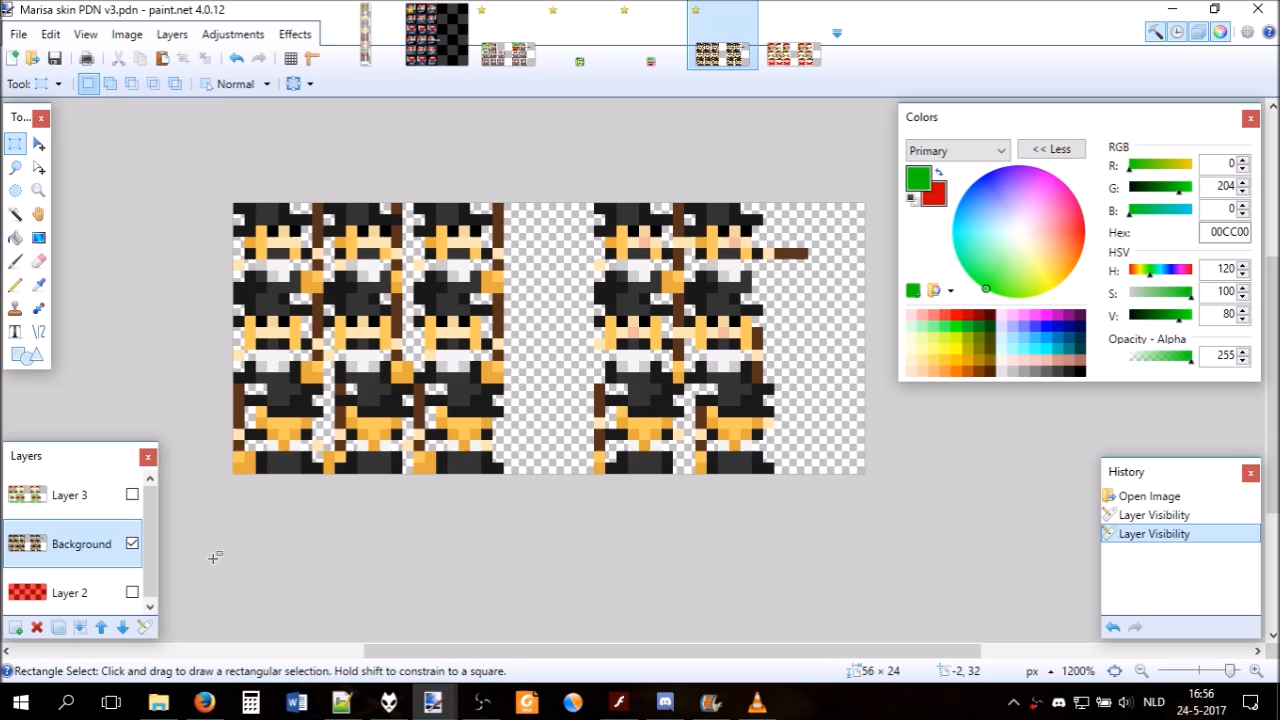 Marisa skin PDN v3.pdn - paint.net 4.0.12
File Edit View Image Layers Adjustments Effects
Tool: Normal
To...
Colors
Primary
<< Less
RGB
R: 0
G: 204
B: 0
Hex: 00CC00
HSV
H: 120
S: 100
V: 80
Opacity - Alpha
255
Layers
Layer 3
Background
Layer 2
History
Open Image
Layer Visibility
Layer Visibility
Rectangle Select: Click and drag to draw a rectangular selection. Hold shift to constrain to a square.
56 × 24
-2, 32
px
1200%
NLD
16:56
24-5-2017